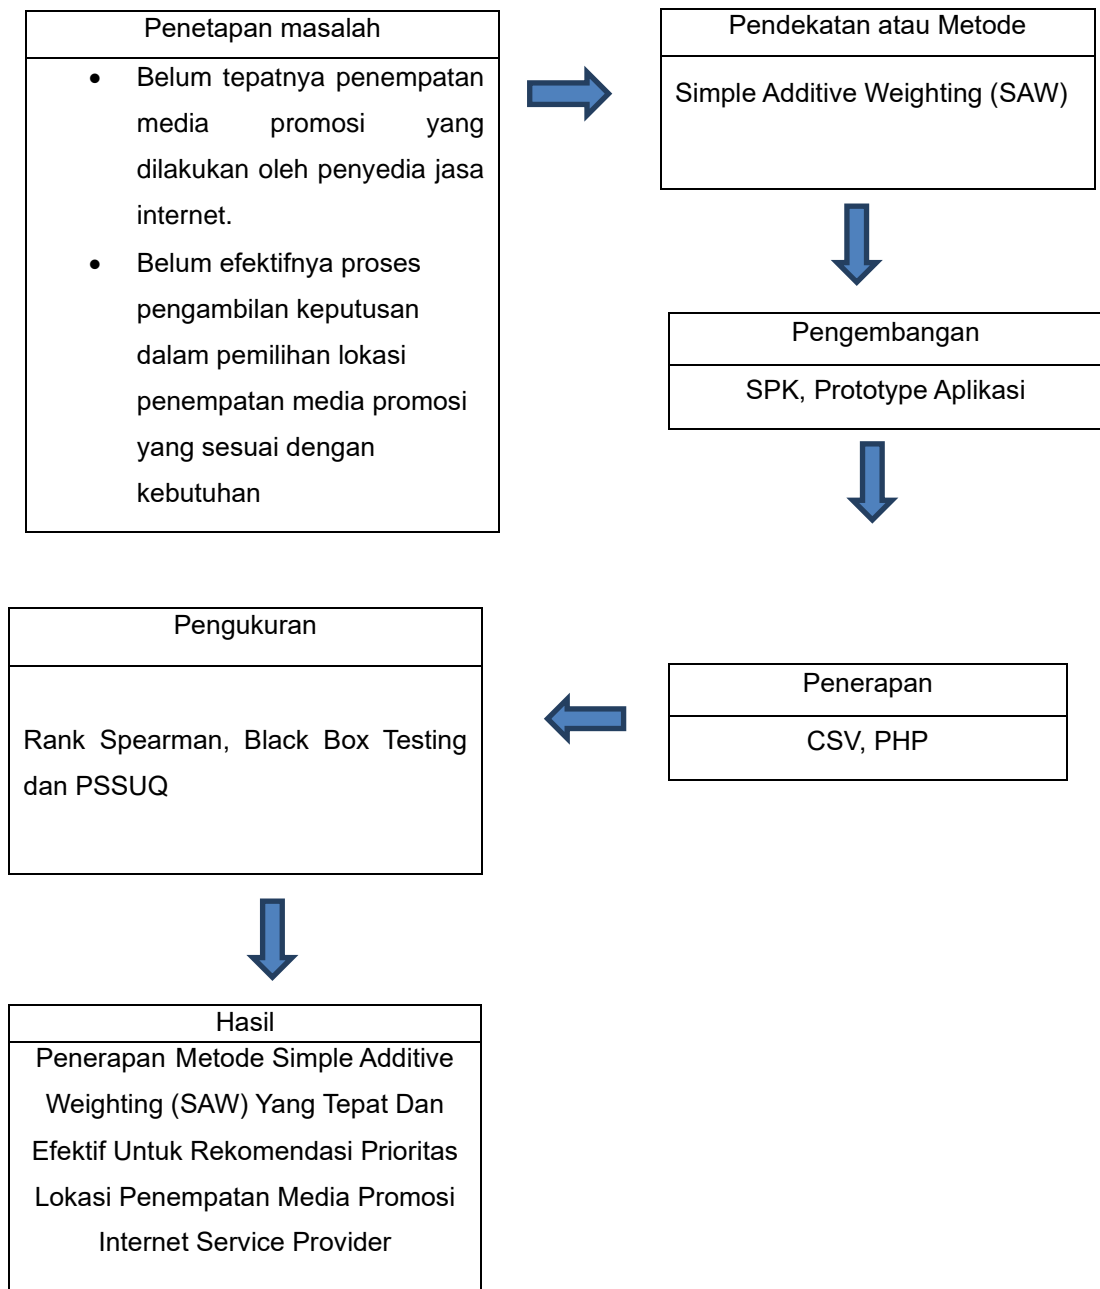 Penetapan masalah
• Belum tepatnya penempatan
media promosi yang
dilakukan oleh penyedia jasa
internet.
• Belum efektifnya proses
pengambilan keputusan
dalam pemilihan lokasi
penempatan media promosi
yang sesuai dengan
kebutuhan
Pendekatan atau Metode
Simple Additive Weighting (SAW)
Pengembangan
SPK, Prototype Aplikasi
Penerapan
CSV, PHP
Pengukuran
Rank Spearman, Black Box Testing
dan PSSUQ
Hasil
Penerapan Metode Simple Additive
Weighting (SAW) Yang Tepat Dan
Efektif Untuk Rekomendasi Prioritas
Lokasi Penempatan Media Promosi
Internet Service Provider